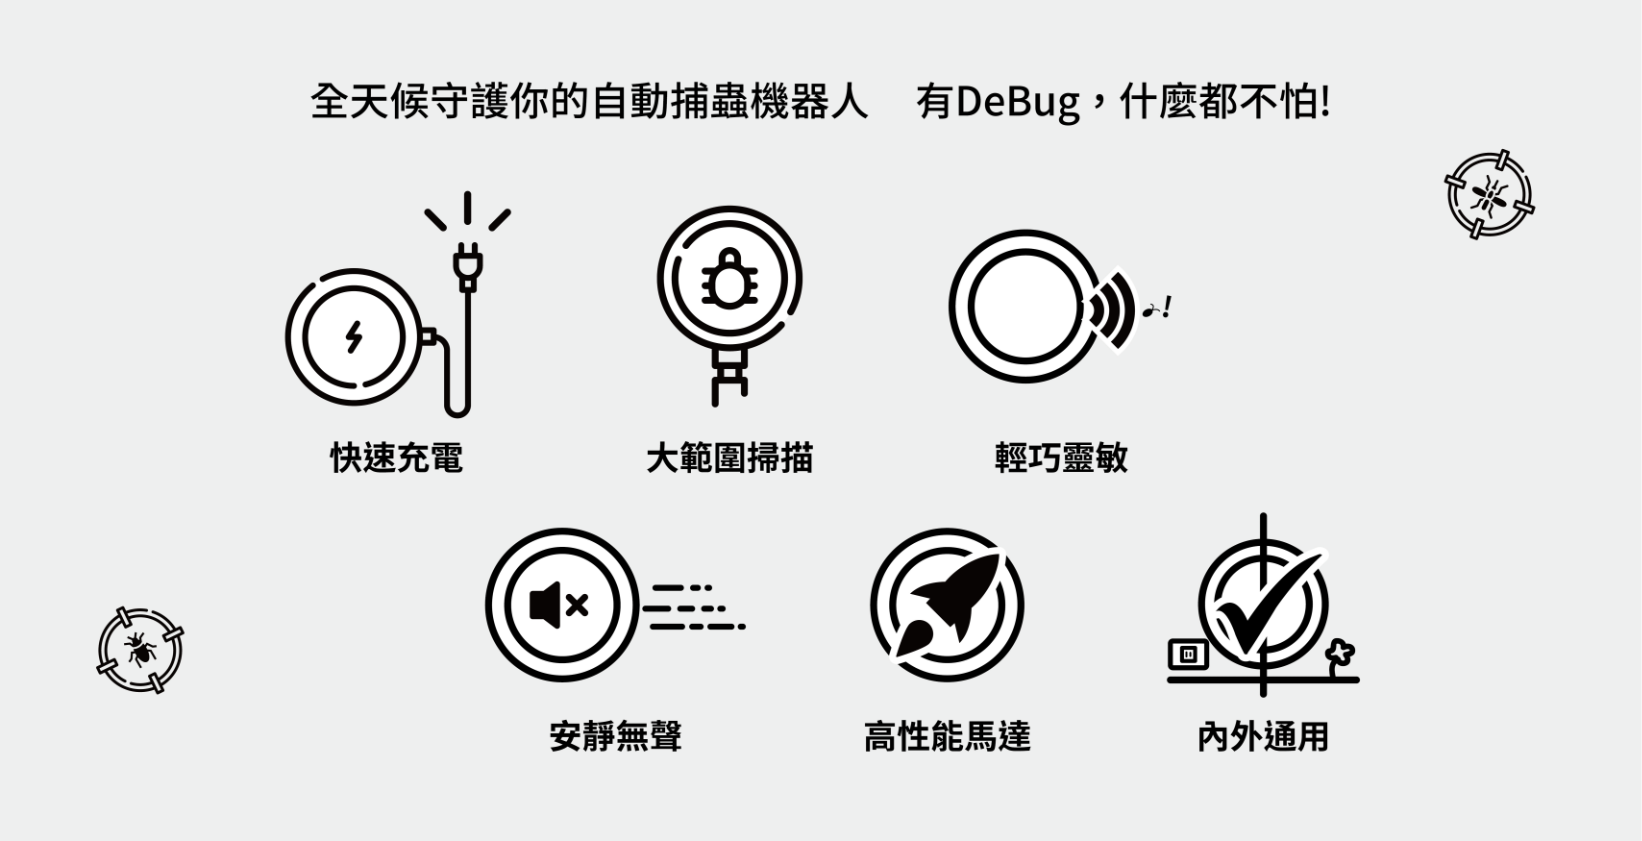 全天候守護你的自動捕蟲機器人 有DeBug，什麼都不怕!
快速充電
大範圍掃描
!
輕巧靈敏
安靜無聲
高性能馬達
內外通用